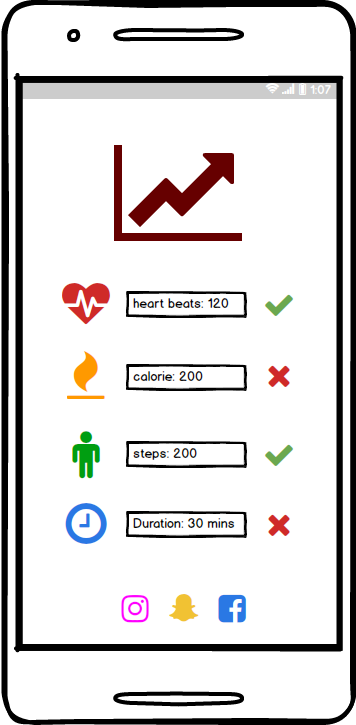 1:07
heart beats: 120
calorie: 200
steps: 200
Duration: 30 mins